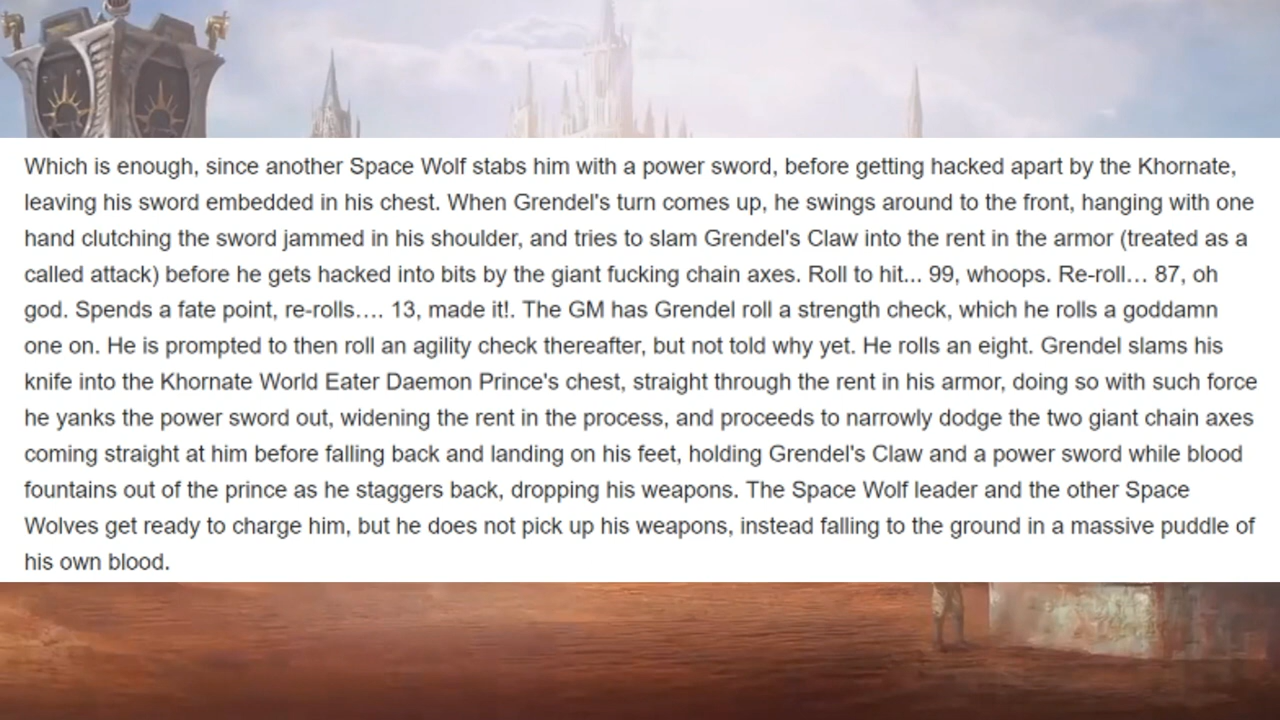 Which is enough, since another Space Wolf stabs him with a power sword, before getting hacked apart by the Khornate,
leaving his sword embedded in his chest. When Grendel's turn comes up, he swings around to the front, hanging with one
hand clutching the sword jammed in his shoulder, and tries to slam Grendel's Claw into the rent in the armor (treated as a
called attack) before he gets hacked into bits by the giant fucking chain axes. Roll to hit... 99, whoops. Re-roll… 87, oh
god. Spends a fate point, re-rolls…. 13, made it!. The GM has Grendel roll a strength check, which he rolls a goddamn
one on. He is prompted to then roll an agility check thereafter, but not told why yet. He rolls an eight. Grendel slams his
knife into the Khornate World Eater Daemon Prince's chest, straight through the rent in his armor, doing so with such force
he yanks the power sword out, widening the rent in the process, and proceeds to narrowly dodge the two giant chain axes
coming straight at him before falling back and landing on his feet, holding Grendel's Claw and a power sword while blood
fountains out of the prince as he staggers back, dropping his weapons. The Space Wolf leader and the other Space
Wolves get ready to charge him, but he does not pick up his weapons, instead falling to the ground in a massive puddle of
his own blood.